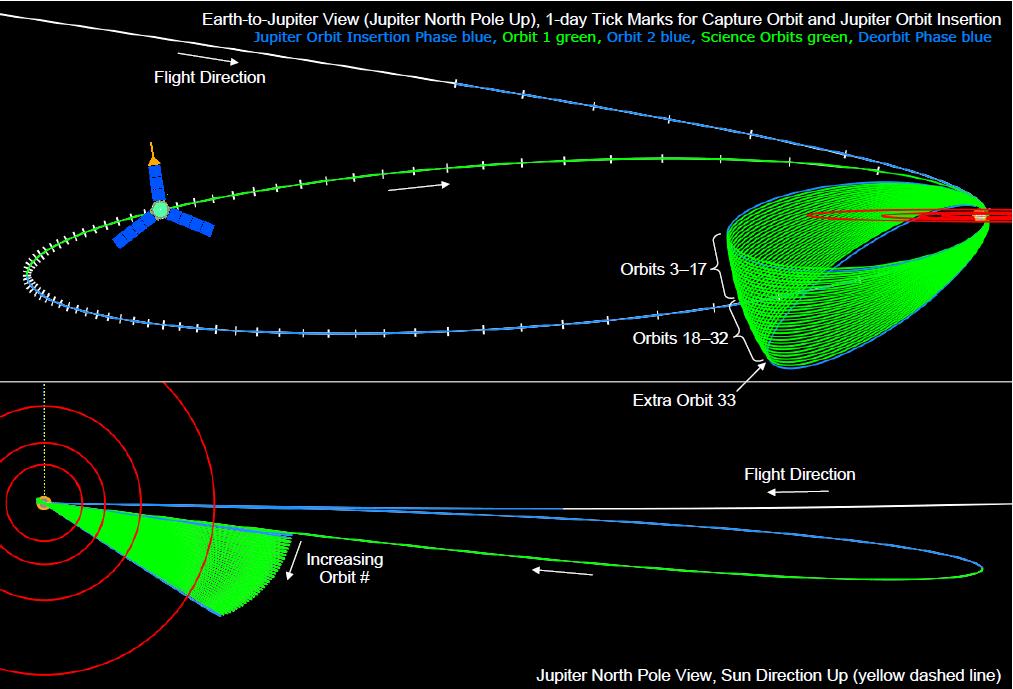 Earth-to-Jupiter View (Jupiter North Pole Up), 1-day Tick Marks for Capture Orbit and Jupiter Orbit Insertion
Jupiter Orbit Insertion Phase blue, Orbit 1 green, Orbit 2 blue, Science Orbits green, Deorbit Phase blue
Flight Direction
Orbits 3–17
Orbits 18–32
Extra Orbit 33
Flight Direction
Increasing
Orbit #
Jupiter North Pole View, Sun Direction Up (yellow dashed line)